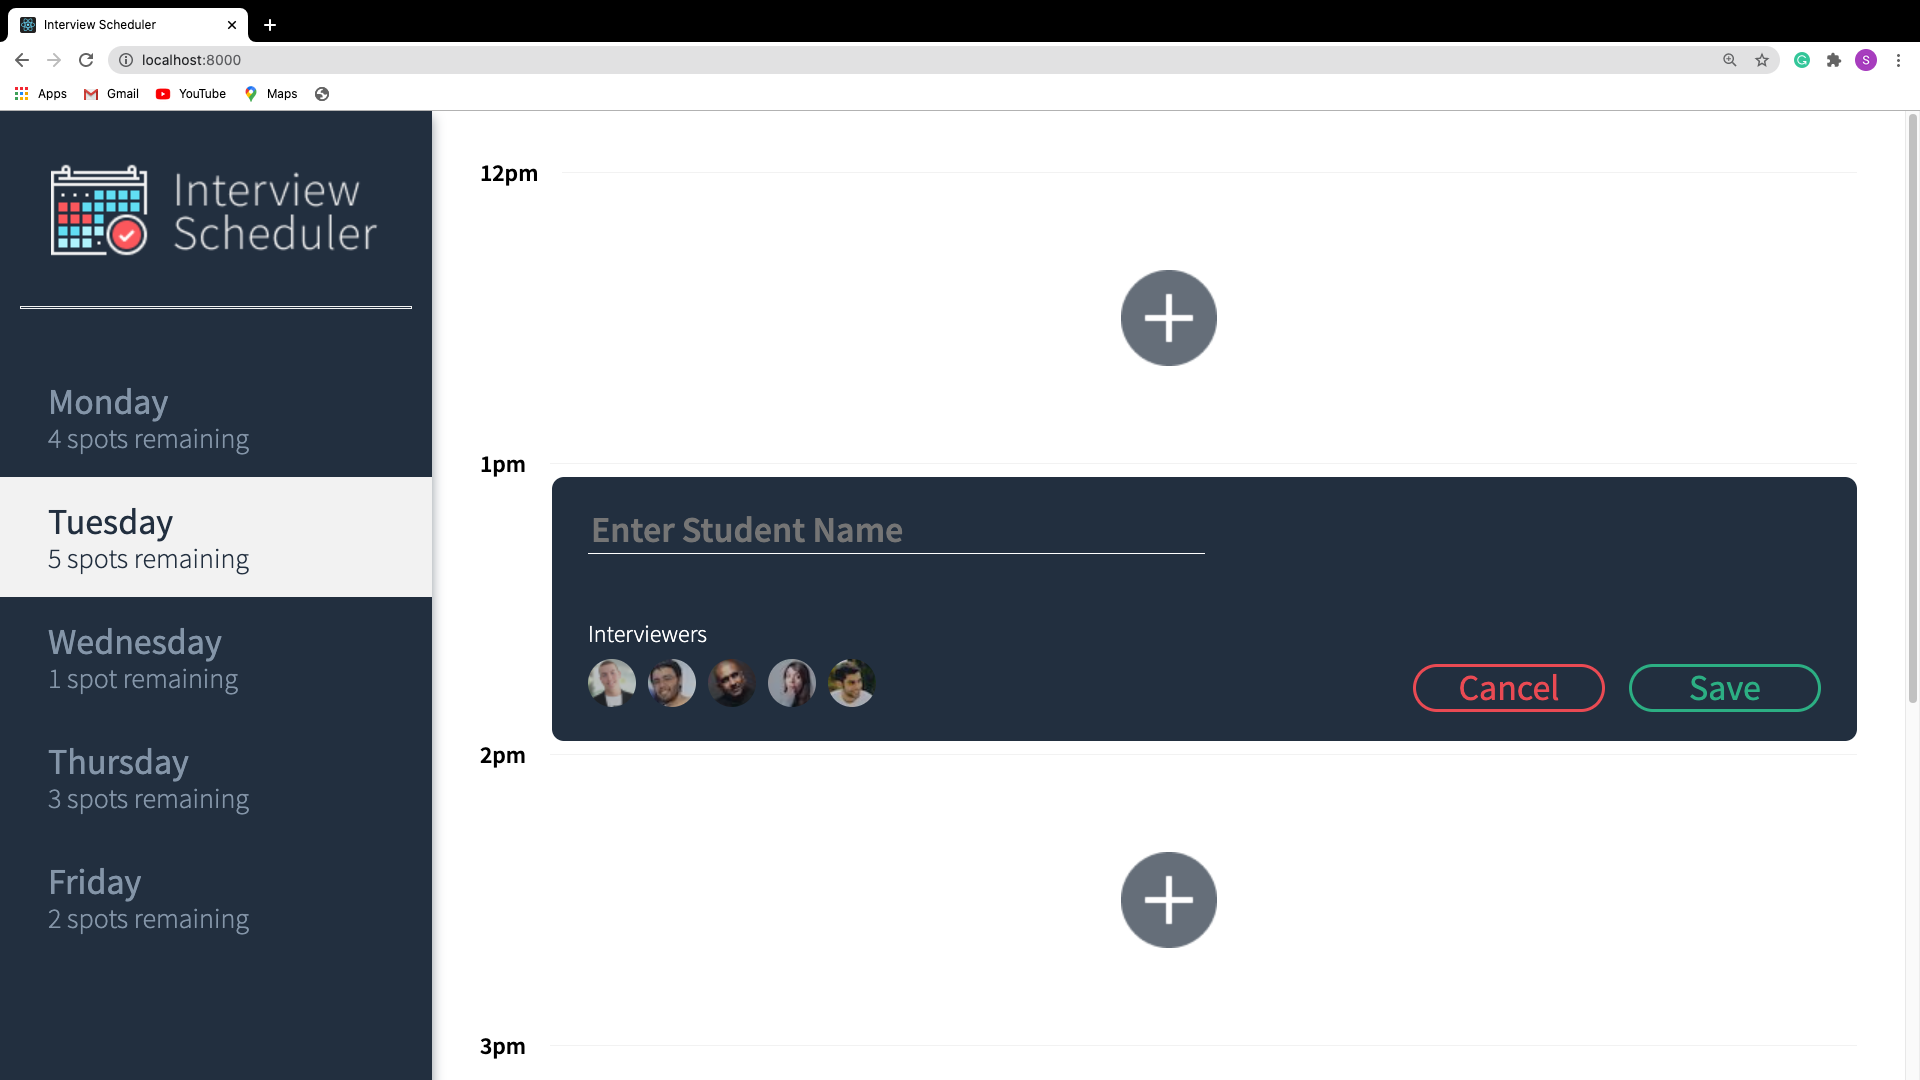 Interview Scheduler
localhost:8000
S
Apps
Gmail
YouTube
Maps
Interview
Scheduler
Monday
4 spots remaining
Tuesday
5 spots remaining
Wednesday
1 spot remaining
Thursday
3 spots remaining
Friday
2 spots remaining
12pm
1pm
Enter Student Name
Interviewers
Cancel
Save
2pm
3pm